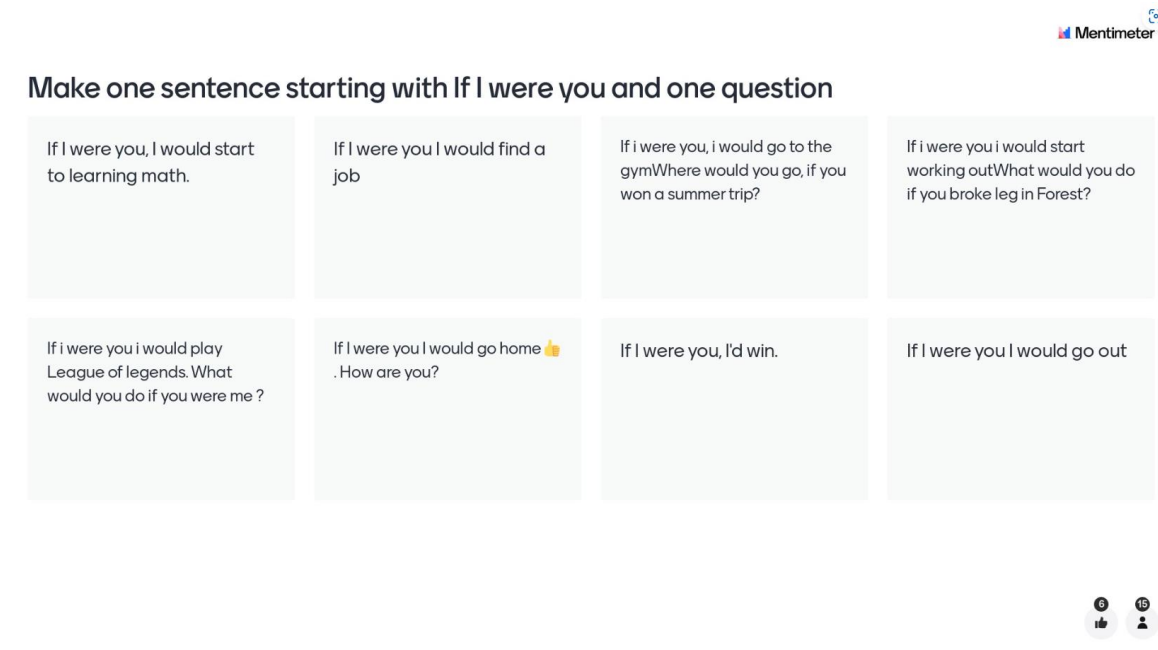 Mentimeter
Make one sentence starting with If I were you and one question
If I were you, I would start
to learning math.
If I were you I would find a
job
If i were you, i would go to the
gymWhere would you go, if you
won a summer trip?
If i were you i would start
working outWhat would you do
if you broke leg in Forest?
If i were you i would play
League of legends. What
would you do if you were me ?
If I were you I would go home👍
. How are you?
If I were you, I'd win.
If I were you I would go out
6
15